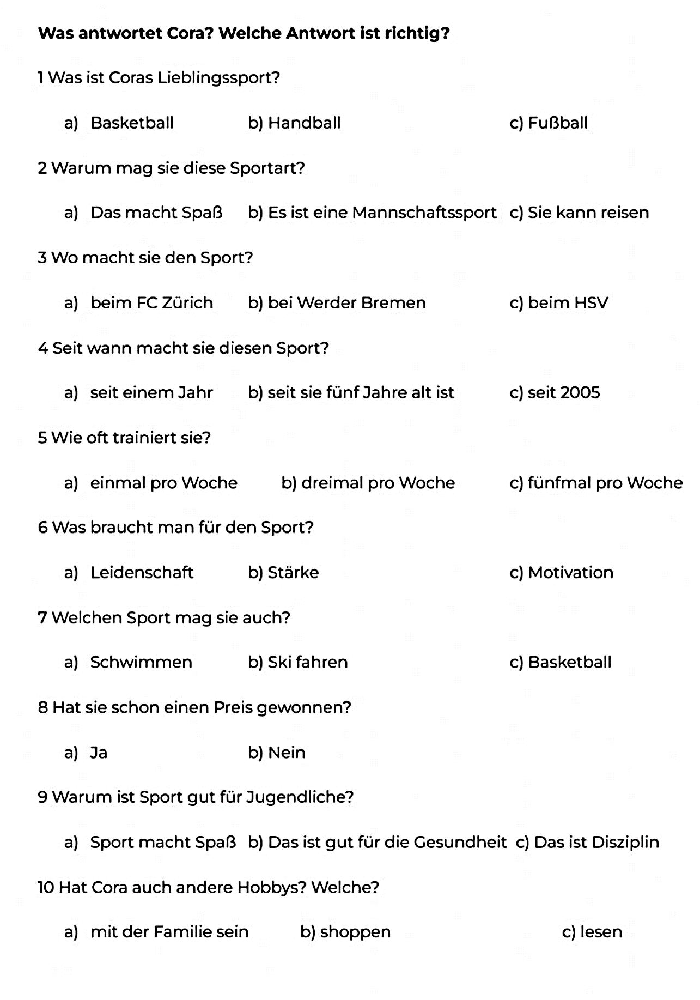 Was antwortet Cora? Welche Antwort ist richtig?
1 Was ist Coras Lieblingssport?
a) Basketball b) Handball c) Fußball
2 Warum mag sie diese Sportart?
a) Das macht Spaß b) Es ist eine Mannschaftssport c) Sie kann reisen
3 Wo macht sie den Sport?
a) beim FC Zürich b) bei Werder Bremen c) beim HSV
4 Seit wann macht sie diesen Sport?
a) seit einem Jahr b) seit sie fünf Jahre alt ist c) seit 2005
5 Wie oft trainiert sie?
a) einmal pro Woche b) dreimal pro Woche c) fünfmal pro Woche
6 Was braucht man für den Sport?
a) Leidenschaft b) Stärke c) Motivation
7 Welchen Sport mag sie auch?
a) Schwimmen b) Ski fahren c) Basketball
8 Hat sie schon einen Preis gewonnen?
a) Ja b) Nein
9 Warum ist Sport gut für Jugendliche?
a) Sport macht Spaß b) Das ist gut für die Gesundheit c) Das ist Disziplin
10 Hat Cora auch andere Hobbys? Welche?
a) mit der Familie sein b) shoppen c) lesen